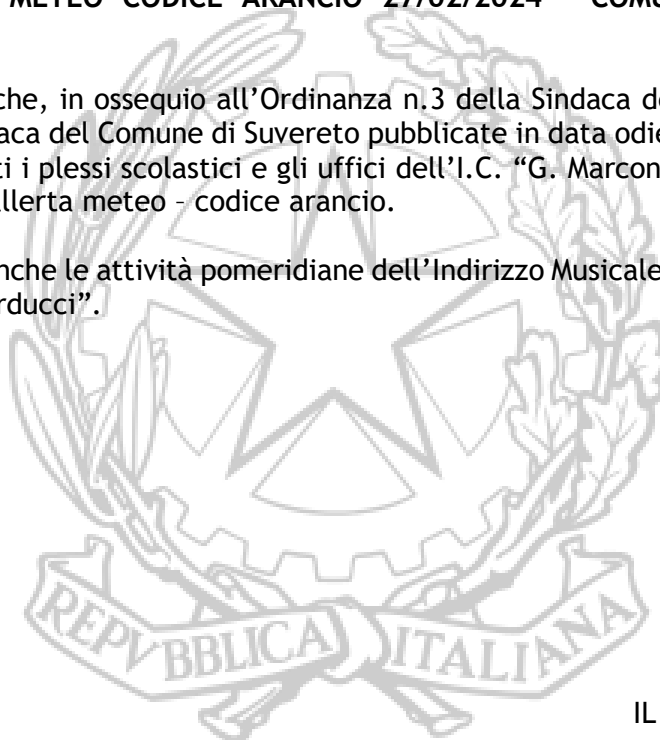 METEO CODICE ARANCIO 27/02/2024 COMU
che, in ossequio all’Ordinanza n.3 della Sindaca de
aca del Comune di Suvereto pubblicate in data odie
ti i plessi scolastici e gli uffici dell’I.C. “G. Marcon
allerta meteo – codice arancio.
nche le attività pomeridiane dell’Indirizzo Musicale
rducci”.
REPVBBLICA ITALIANA
IL